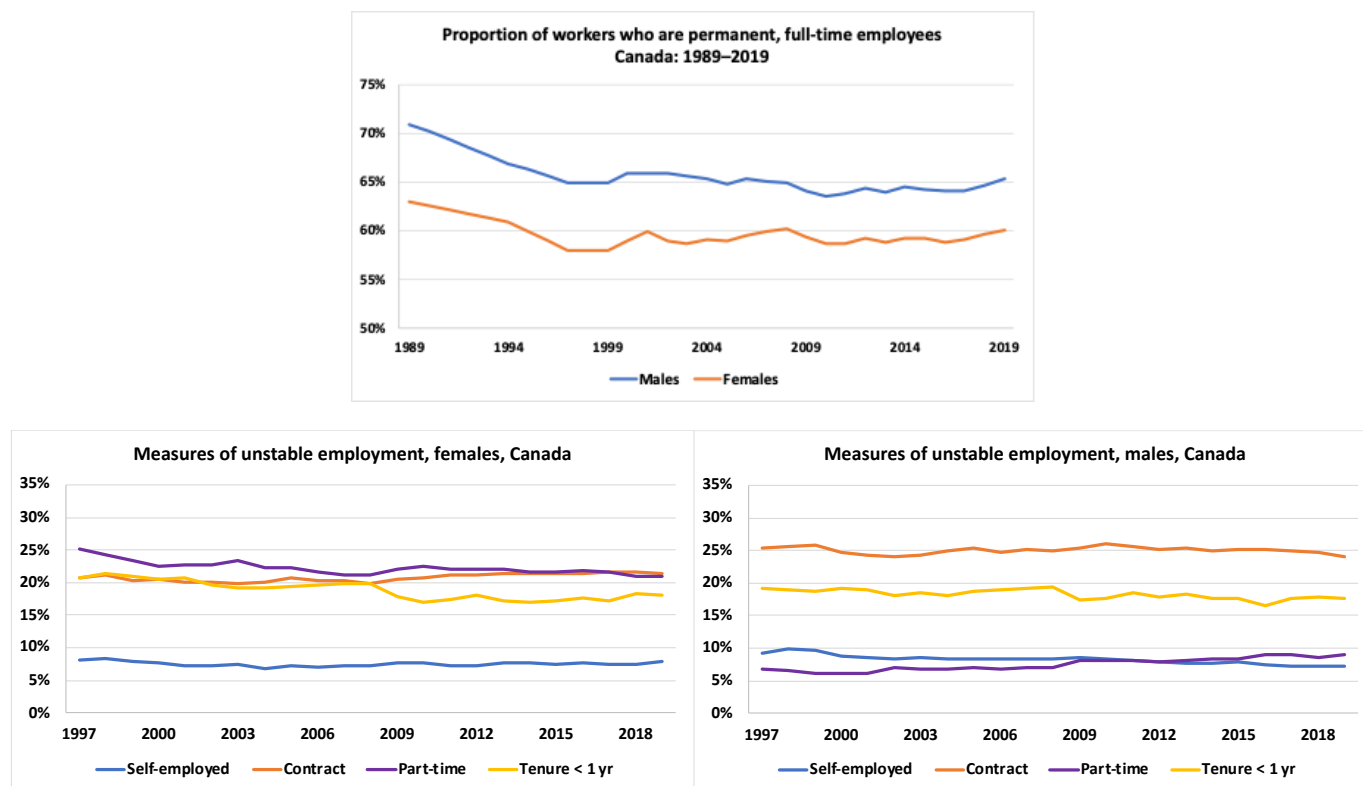 Proportion of workers who are permanent, full-time employees
Canada: 1989–2019
75%
70%
65%
60%
55%
50%
1989 1994 1999 2004 2009 2014 2019
Males Females
Measures of unstable employment, females, Canada
35%
30%
25%
20%
15%
10%
5%
0%
1997 2000 2003 2006 2009 2012 2015 2018
Self-employed Contract Part-time Tenure < 1 yr
Measures of unstable employment, males, Canada
35%
30%
25%
20%
15%
10%
5%
0%
1997 2000 2003 2006 2009 2012 2015 2018
Self-employed Contract Part-time Tenure < 1 yr